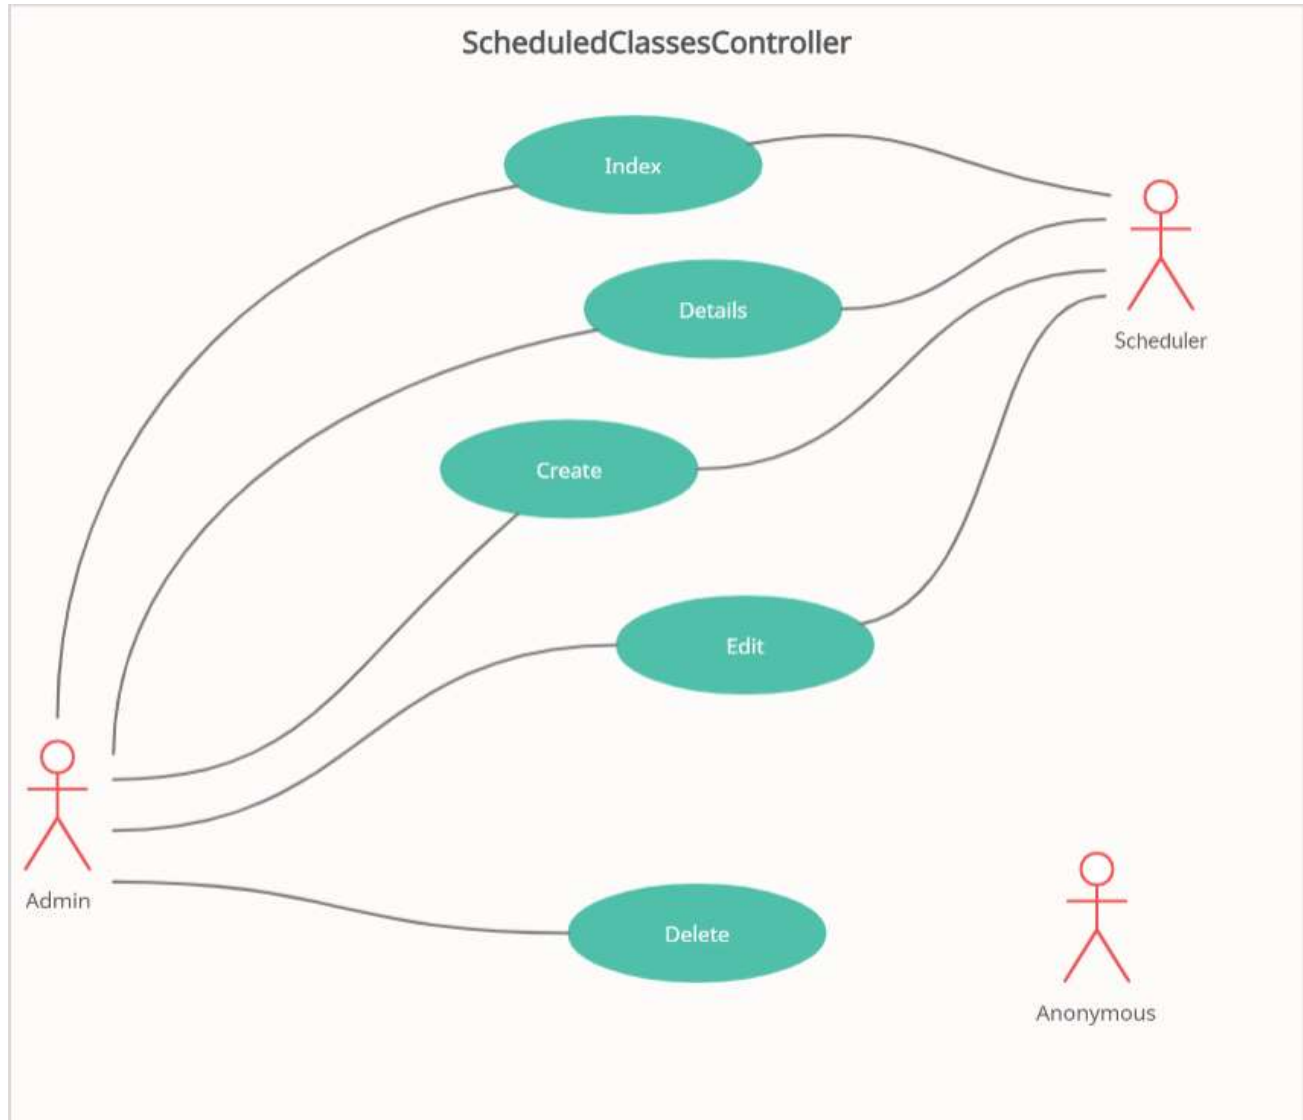 ScheduledClassesController
Index
Details
Scheduler
Create
Edit
Admin
Delete
Anonymous